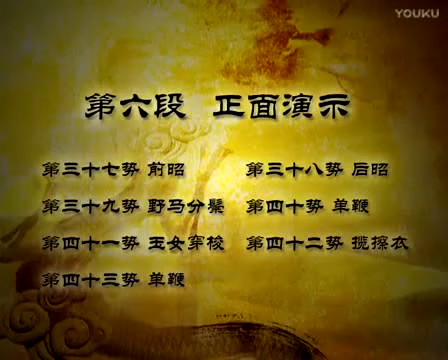 YOUKU
第六段 正面演示
第三十七势 前昭 第三十八势 后昭
第三十九势 野马分鬃 第四十势 单鞭
第四十一势 玉女穿梭 第四十二势 揽擦衣
第四十三势 单鞭